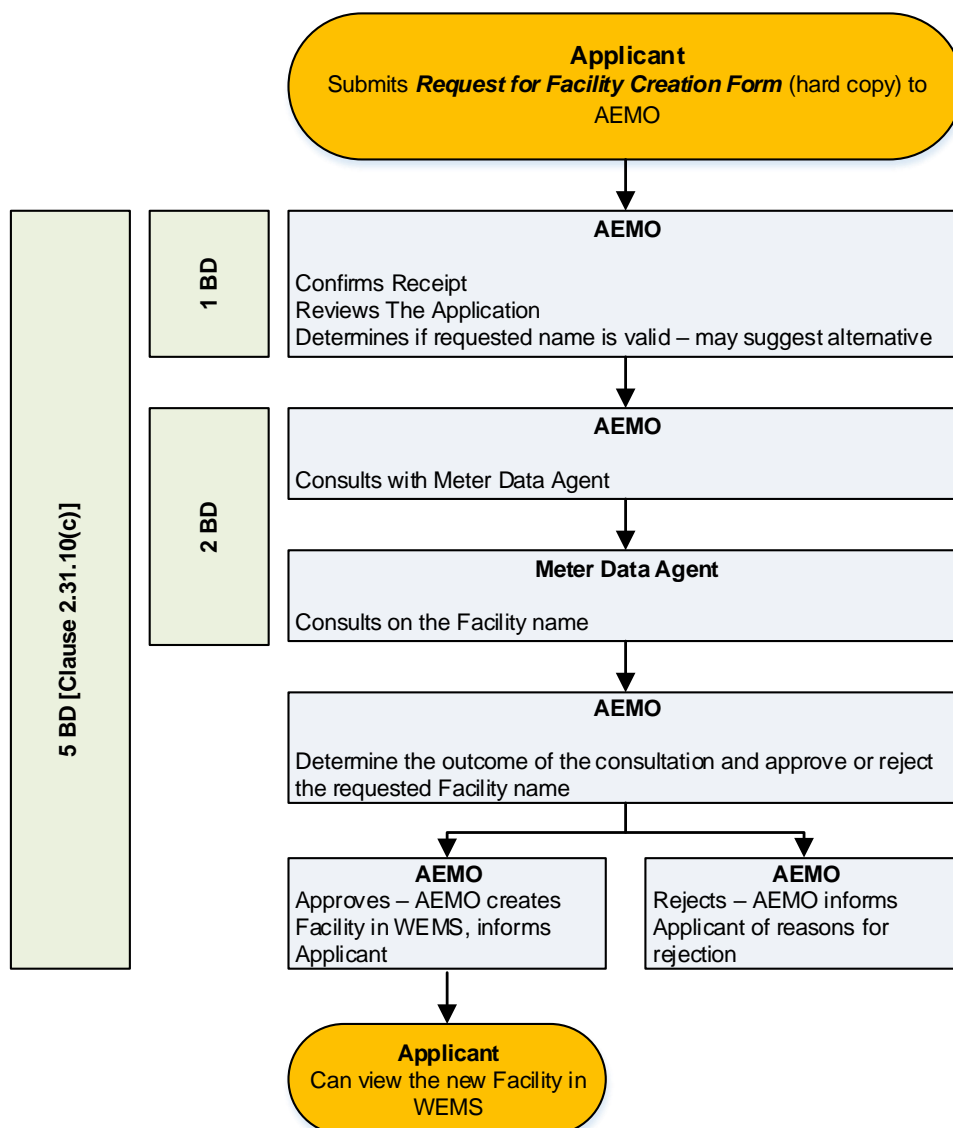 Applicant
Submits Request for Facility Creation Form (hard copy) to
AEMO
5 BD [Clause 2.31.10(c)]
1 BD
AEMO
Confirms Receipt
Reviews The Application
Determines if requested name is valid – may suggest alternative
2 BD
AEMO
Consults with Meter Data Agent
Meter Data Agent
Consults on the Facility name
AEMO
Determine the outcome of the consultation and approve or reject
the requested Facility name
AEMO
Approves – AEMO creates
Facility in WEMS, informs
Applicant
AEMO
Rejects – AEMO informs
Applicant of reasons for
rejection
Applicant
Can view the new Facility in
WEMS